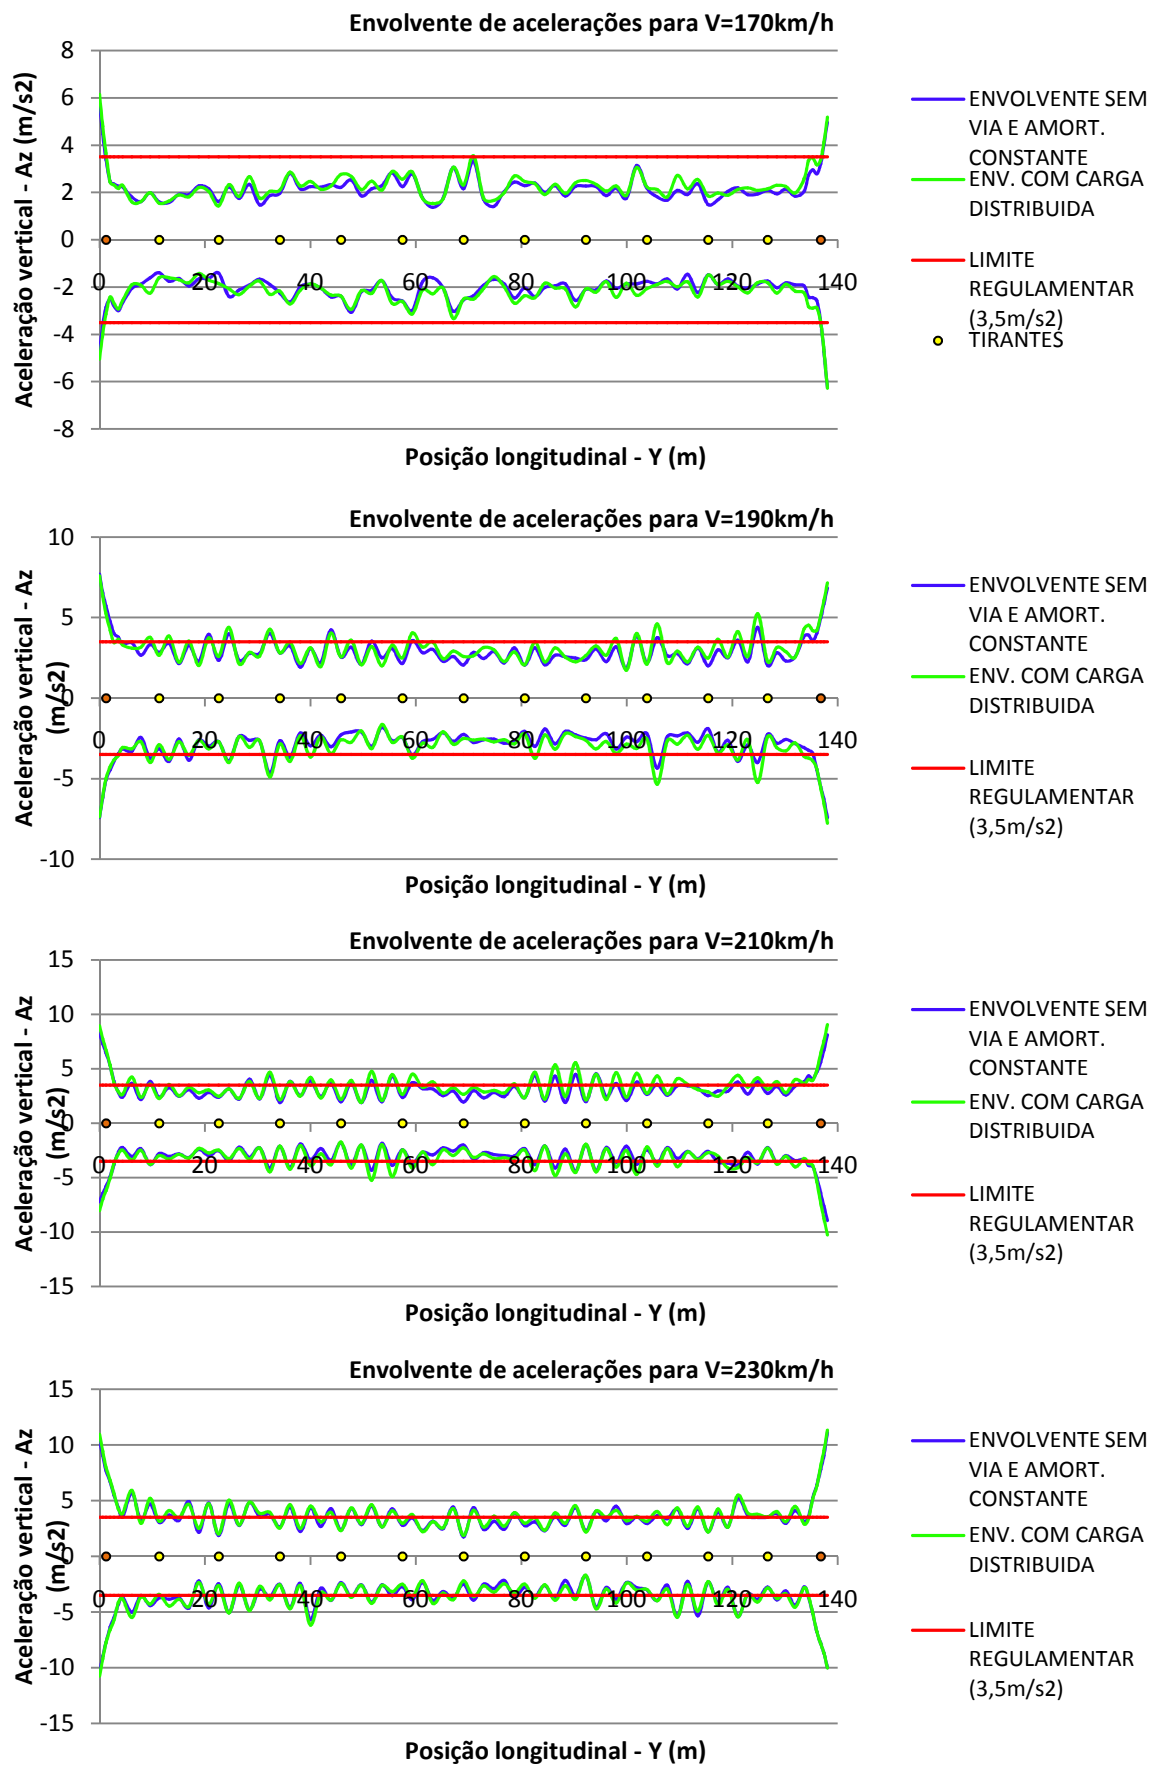 Envolvente de acelerações para V=170km/h
Aceleração vertical - Az (m/s2)
8
6
4
2
0
-2
-4
-6
-8
0 20 40 60 80 100 120 140
Posição longitudinal - Y (m)
ENVOLVENTE SEM
VIA E AMORT.
CONSTANTE
ENV. COM CARGA
DISTRIBUIDA
LIMITE
REGULAMENTAR
(3,5m/s2)
TIRANTES
Envolvente de acelerações para V=190km/h
Aceleração vertical - Az
(m/s2)
10
5
0
-5
-10
0 20 40 60 80 100 120 140
Posição longitudinal - Y (m)
ENVOLVENTE SEM
VIA E AMORT.
CONSTANTE
ENV. COM CARGA
DISTRIBUIDA
LIMITE
REGULAMENTAR
(3,5m/s2)
Envolvente de acelerações para V=210km/h
Aceleração vertical - Az
(m/s2)
15
10
5
0
-5
-10
-15
0 20 40 60 80 100 120 140
Posição longitudinal - Y (m)
ENVOLVENTE SEM
VIA E AMORT.
CONSTANTE
ENV. COM CARGA
DISTRIBUIDA
LIMITE
REGULAMENTAR
(3,5m/s2)
Envolvente de acelerações para V=230km/h
Aceleração vertical - Az
(m/s2)
15
10
5
0
-5
-10
-15
0 20 40 60 80 100 120 140
Posição longitudinal - Y (m)
ENVOLVENTE SEM
VIA E AMORT.
CONSTANTE
ENV. COM CARGA
DISTRIBUIDA
LIMITE
REGULAMENTAR
(3,5m/s2)